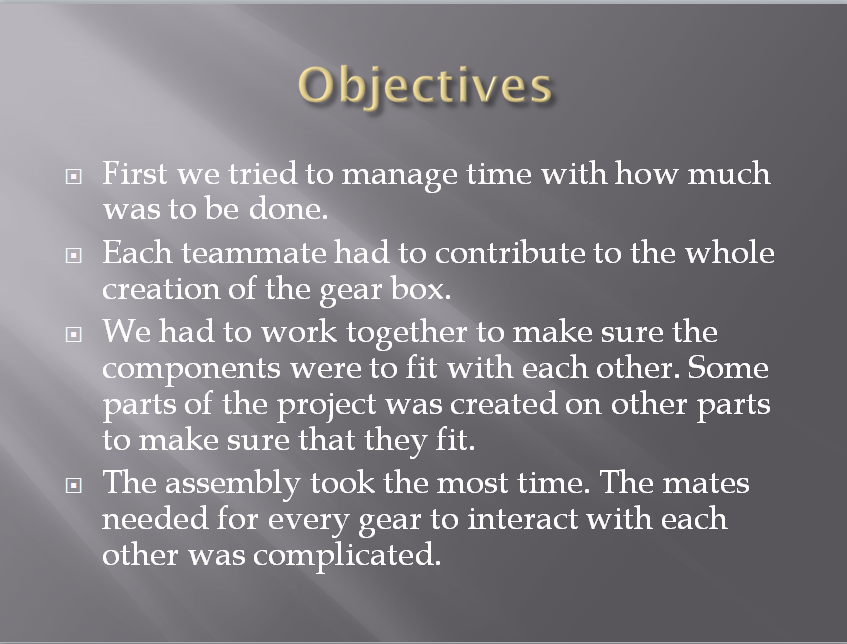 Objectives
First we tried to manage time with how much
was to be done.
Each teammate had to contribute to the whole
creation of the gear box.
We had to work together to make sure the
components were to fit with each other. Some
parts of the project was created on other parts
to make sure that they fit.
The assembly took the most time. The mates
needed for every gear to interact with each
other was complicated.